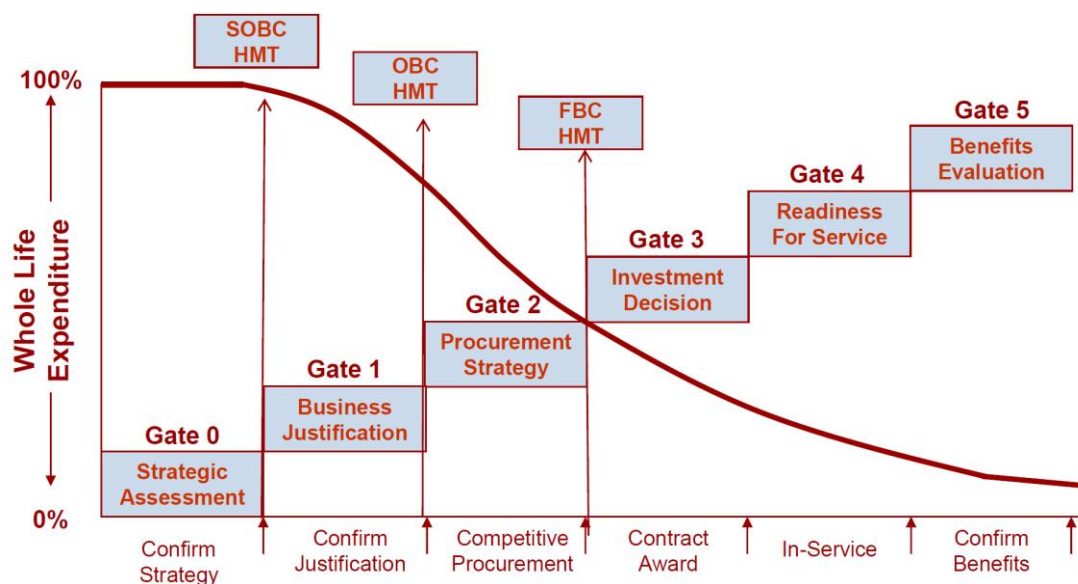 SOBC
HMT
OBC
HMT
FBC
HMT
100%
Whole Life
Expenditure
0%
Gate 0
Strategic
Assessment
Gate 1
Business
Justification
Gate 2
Procurement
Strategy
Gate 3
Investment
Decision
Gate 4
Readiness
For Service
Gate 5
Benefits
Evaluation
Confirm
Strategy
Confirm
Justification
Competitive
Procurement
Contract
Award
In-Service
Confirm
Benefits